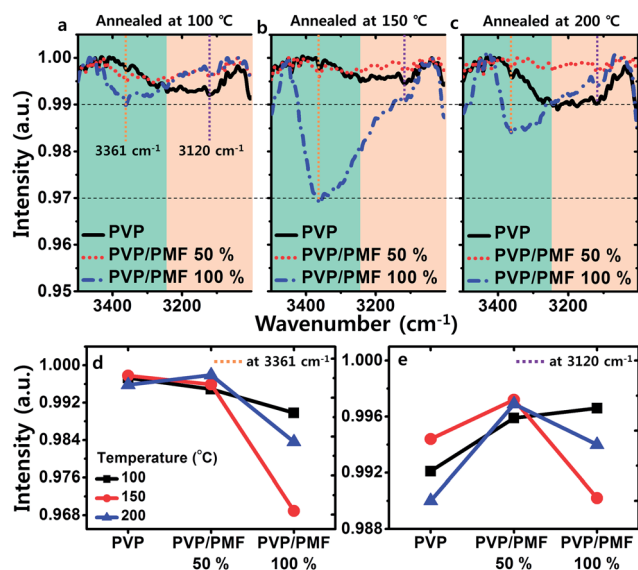 Annealed at 100 °C
Annealed at 150 °C
Annealed at 200 °C
a
b
c
Intensity (a.u.)
1.00
0.99
0.98
0.97
0.96
0.95
3361 cm-1
3120 cm-1
PVP
PVP/PMF 50 %
PVP/PMF 100 %
PVP
PVP/PMF 50 %
PVP/PMF 100 %
PVP
PVP/PMF 50 %
PVP/PMF 100 %
3400 3200
3400 3200
3400 3200
Wavenumber (cm-1)
d
at 3361 cm-1
Intensity (a.u.)
1.000
0.992
0.984
0.976
0.968
Temperature (°C)
100
150
200
PVP
PVP/PMF
50 %
PVP/PMF
100 %
e
at 3120 cm-1
1.000
0.996
0.992
0.988
PVP
PVP/PMF
50 %
PVP/PMF
100 %